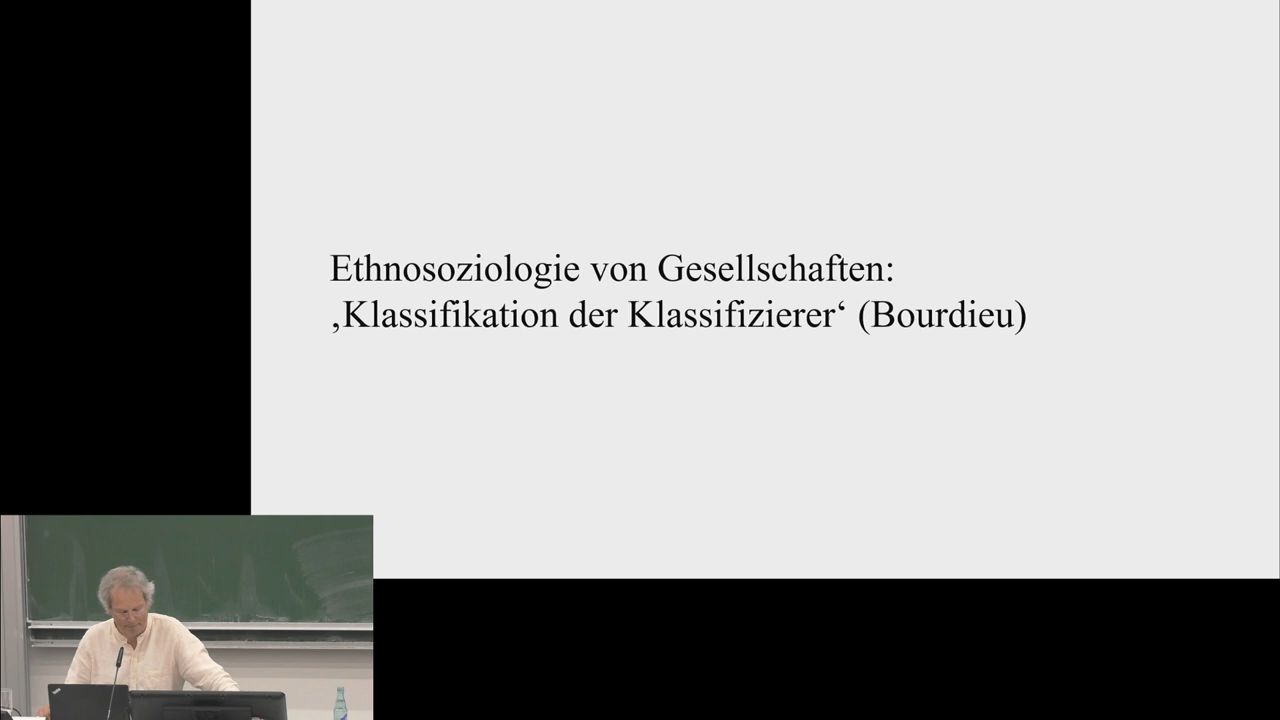 Ethnosoziologie von Gesellschaften:
‚Klassifikation der Klassifizierer‘ (Bourdieu)